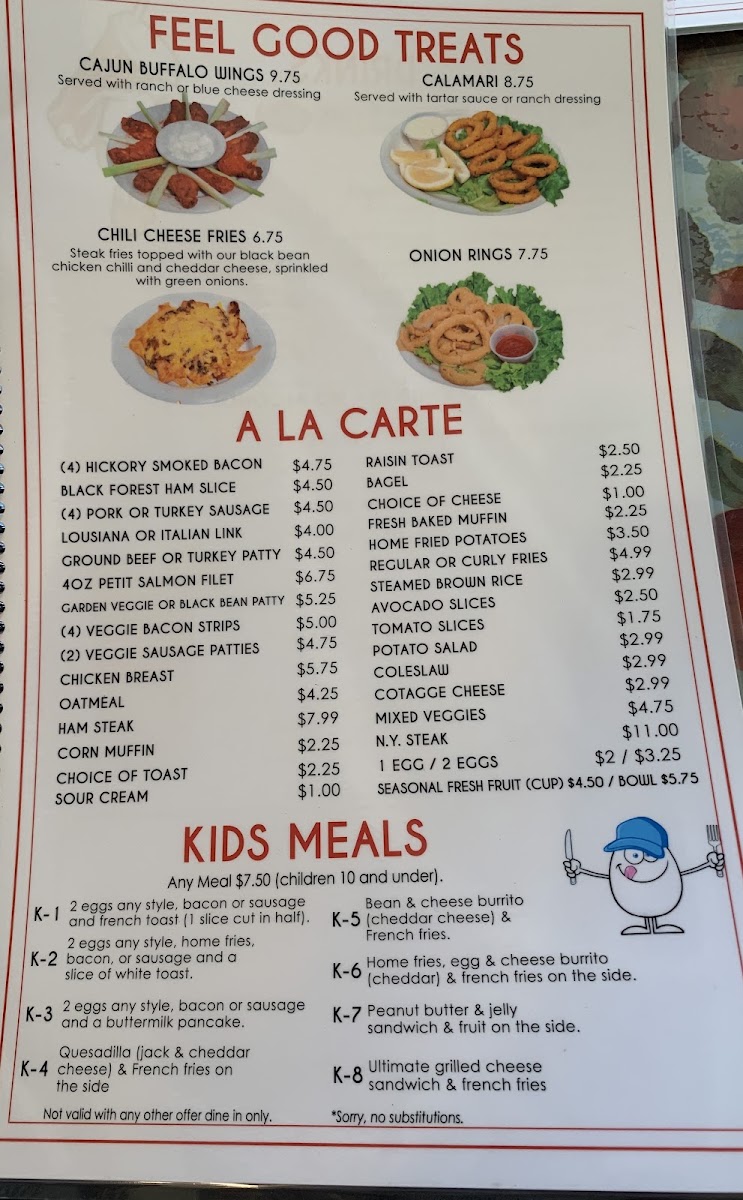 FEEL GOOD TREATS
CAJUN BUFFALO WINGS 9.75
Served with ranch or blue cheese dressing
CALAMARI 8.75
Served with tartar sauce or ranch dressing
CHILI CHEESE FRIES 6.75
Steak fries topped with our black bean
chicken chilli and cheddar cheese, sprinkled
with green onions.
ONION RINGS 7.75
A LA CARTE
(4) HICKORY SMOKED BACON $4.75
BLACK FOREST HAM SLICE $4.50
(4) PORK OR TURKEY SAUSAGE $4.50
LOUSIANA OR ITALIAN LINK $4.00
GROUND BEEF OR TURKEY PATTY $4.50
4OZ PETIT SALMON FILET $6.75
GARDEN VEGGIE OR BLACK BEAN PATTY $5.25
(4) VEGGIE BACON STRIPS $5.00
(2) VEGGIE SAUSAGE PATTIES $4.75
CHICKEN BREAST $5.75
OATMEAL $4.25
HAM STEAK $7.99
CORN MUFFIN $2.25
CHOICE OF TOAST $2.25
SOUR CREAM $1.00
RAISIN TOAST $2.50
BAGEL $2.25
CHOICE OF CHEESE $1.00
FRESH BAKED MUFFIN $2.25
HOME FRIED POTATOES $3.50
REGULAR OR CURLY FRIES $4.99
STEAMED BROWN RICE $2.99
AVOCADO SLICES $2.50
TOMATO SLICES $1.75
POTATO SALAD $2.99
COLESLAW $2.99
COTAGGE CHEESE $2.99
MIXED VEGGIES $4.75
N.Y. STEAK $11.00
1 EGG / 2 EGGS $2 / $3.25
SEASONAL FRESH FRUIT (CUP) $4.50 / BOWL $5.75
KIDS MEALS
Any Meal $7.50 (children 10 and under).
K-1 2 eggs any style, bacon or sausage
and french toast (1 slice cut in half).
K-2 2 eggs any style, home fries,
bacon, or sausage and a
slice of white toast.
K-3 2 eggs any style, bacon or sausage
and a buttermilk pancake.
K-4 Quesadilla (jack & cheddar
cheese) & French fries on
the side
K-5 Bean & cheese burrito
(cheddar cheese) &
French fries.
K-6 Home fries, egg & cheese burrito
(cheddar) & french fries on the side.
K-7 Peanut butter & jelly
sandwich & fruit on the side.
K-8 Ultimate grilled cheese
sandwich & french fries
Not valid with any other offer dine in only.
*Sorry, no substitutions.